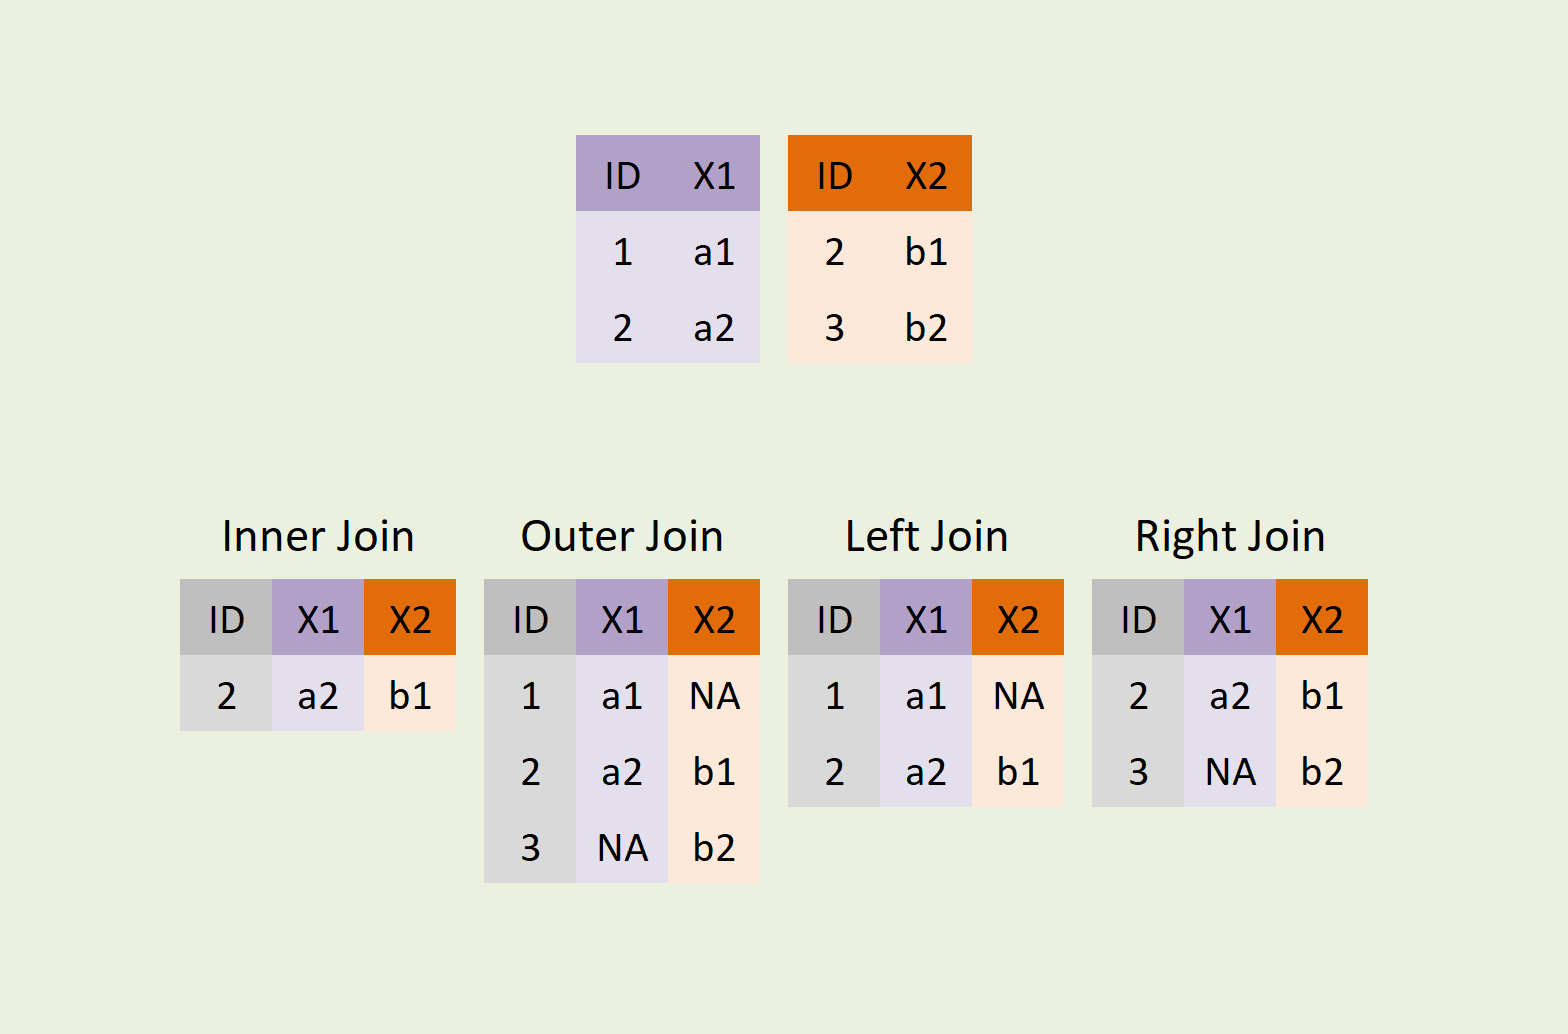 ID X1 ID X2
1 a1 2 b1
2 a2 3 b2
Inner Join Outer Join Left Join Right Join
ID X1 X2 ID X1 X2 ID X1 X2 ID X1 X2
2 a2 b1 1 a1 NA 1 a1 NA 2 a2 b1
2 a2 b1 2 a2 b1 3 NA b2
3 NA b2